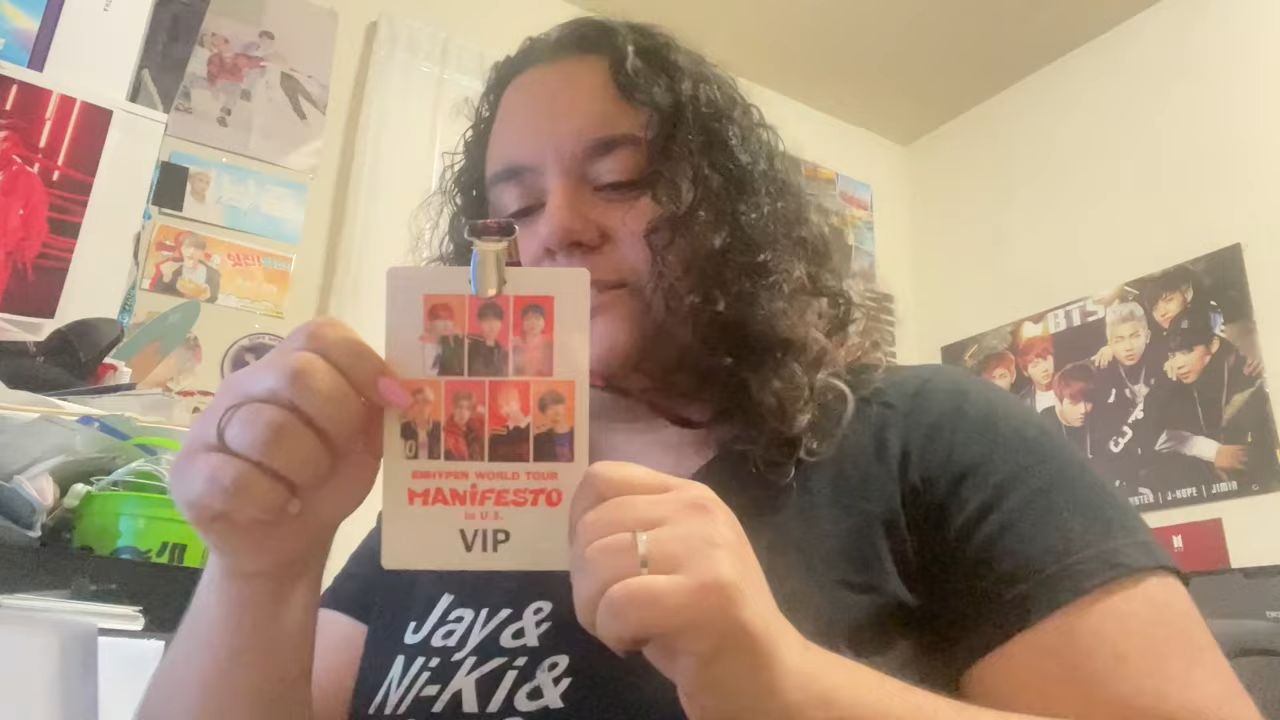 ENHYPEN WORLD TOUR
MANiFESTO
in U.S.
VIP
Jay&
Ni-Ki&
BTS
J-HOPE | JIMIN